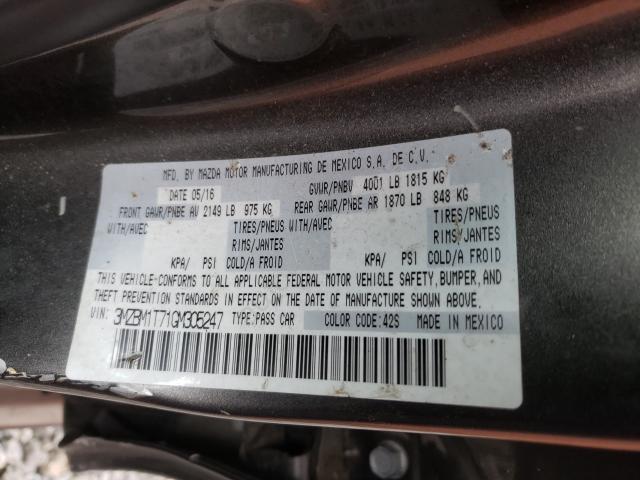 MFD. BY MAZDA MOTOR MANUFACTURING DE MEXICO S.A. DE C.V.
DATE 05/16 GVWR/PNBV 4001 LB 1815 KG
FRONT GAWR/PNBE AV 2149 LB 975 KG REAR GAWR/PNBE AR 1870 LB 848 KG
WITH/AVEC TIRES/PNEUS WITH/AVEC TIRES/PNEUS
RIMS/JANTES RIMS/JANTES
KPA/ PSI COLD/A FROID KPA/ PSI COLD/A FROID
THIS VEHICLE-CONFORMS TO ALL APPLICABLE FEDERAL MOTOR VEHICLE SAFETY, BUMPER, AND
THEFT PREVENTION STANDARDS IN EFFECT ON THE DATE OF MANUFACTURE SHOWN ABOVE.
VIN: 3MZBM1T71GM305247 TYPE:PASS CAR COLOR CODE:42S MADE IN MEXICO